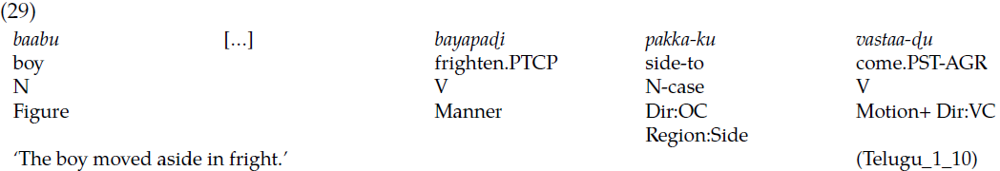 (29)
baabu […] bayapaḍi pakka-ku vastaa-ḍu
boy frighten.PTCP side-to come.PST-AGR
N V N-case V
Figure Manner Dir:OC Motion+ Dir:VC
Region:Side
‘The boy moved aside in fright.’ (Telugu_1_10)